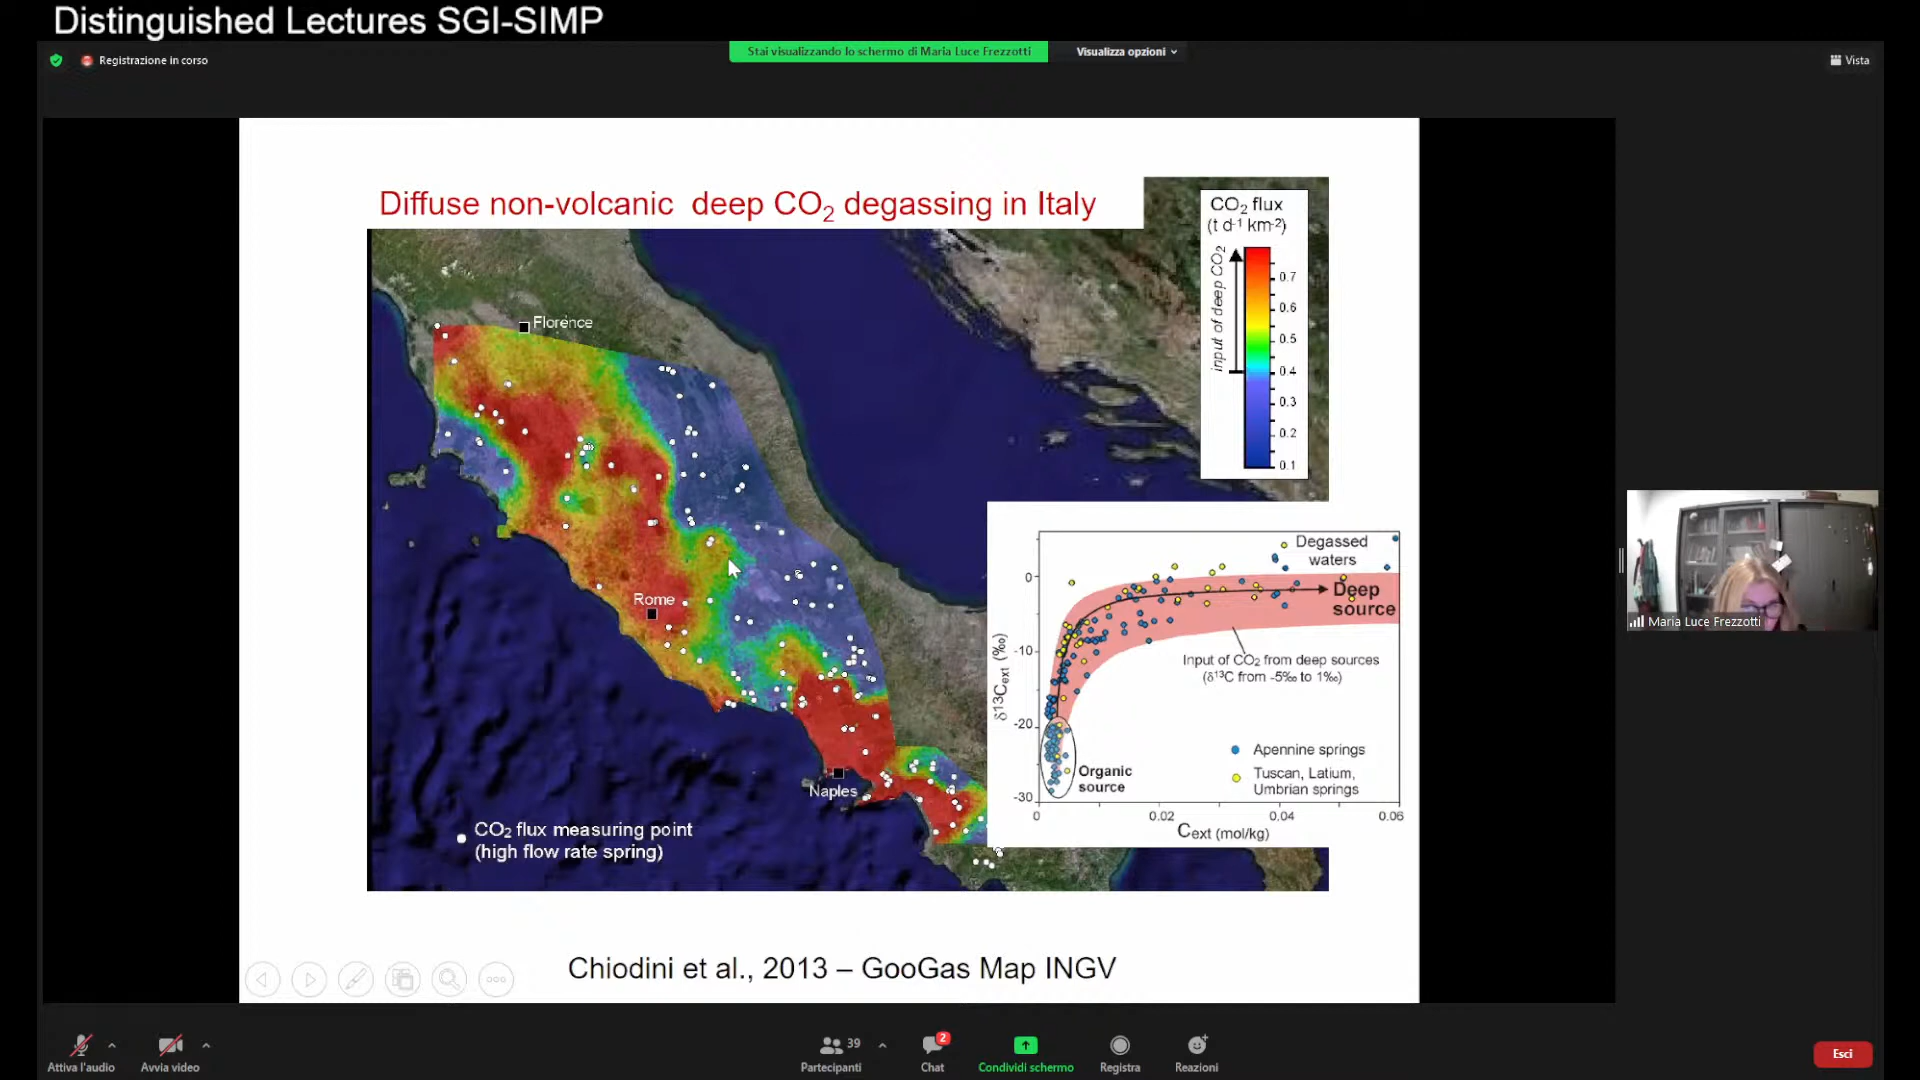 Distinguished Lectures SGI-SIMP
Stai visualizzando lo schermo di Maria Luce Frezzotti
Visualizza opzioni
Registrazione in corso
Vista
Diffuse non-volcanic deep CO₂ degassing in Italy
CO₂ flux
(t d⁻¹ km⁻²)
input of deep CO₂
0.7
0.6
0.5
0.4
0.3
0.2
0.1
Florence
Rome
Naples
CO₂ flux measuring point
(high flow rate spring)
Degassed
waters
Deep
source
Input of CO₂ from deep sources
(δ¹³C from -5‰ to 1‰)
Apennine springs
Tuscan, Latium,
Umbrian springs
Organic
source
δ¹³Cext (‰)
0
-10
-20
-30
0
0.02
0.04
0.06
Cext (mol/kg)
Chiodini et al., 2013 – GooGas Map INGV
Maria Luce Frezzotti
Attiva l'audio
Avvia video
39
Partecipanti
2
Chat
Condividi schermo
Registra
Reazioni
Esci